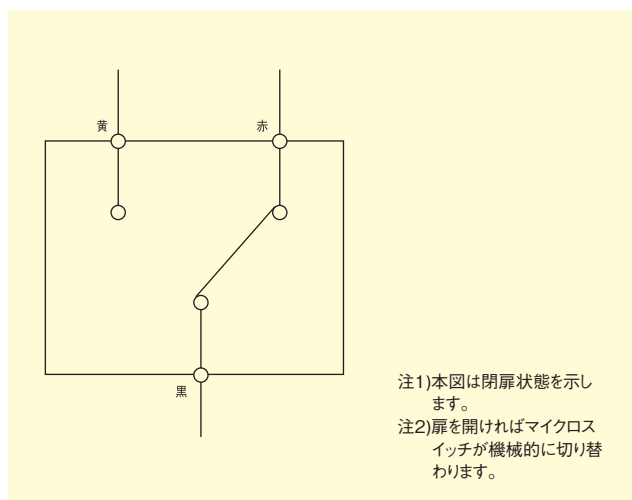 黄
赤
黒
注1)本図は閉扉状態を示し
ます。
注2)扉を開ければマイクロス
イッチが機械的に切り替
わります。